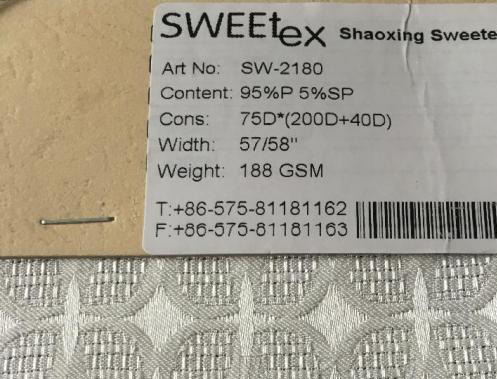 SWEEtex Shaoxing
Art No: SW-2180
Content: 95%P 5%SP
Cons: 75D*(200D+40D)
Width: 57/58"
Weight: 188 GSM
T:+86-575-81181162
F:+86-575-81181163